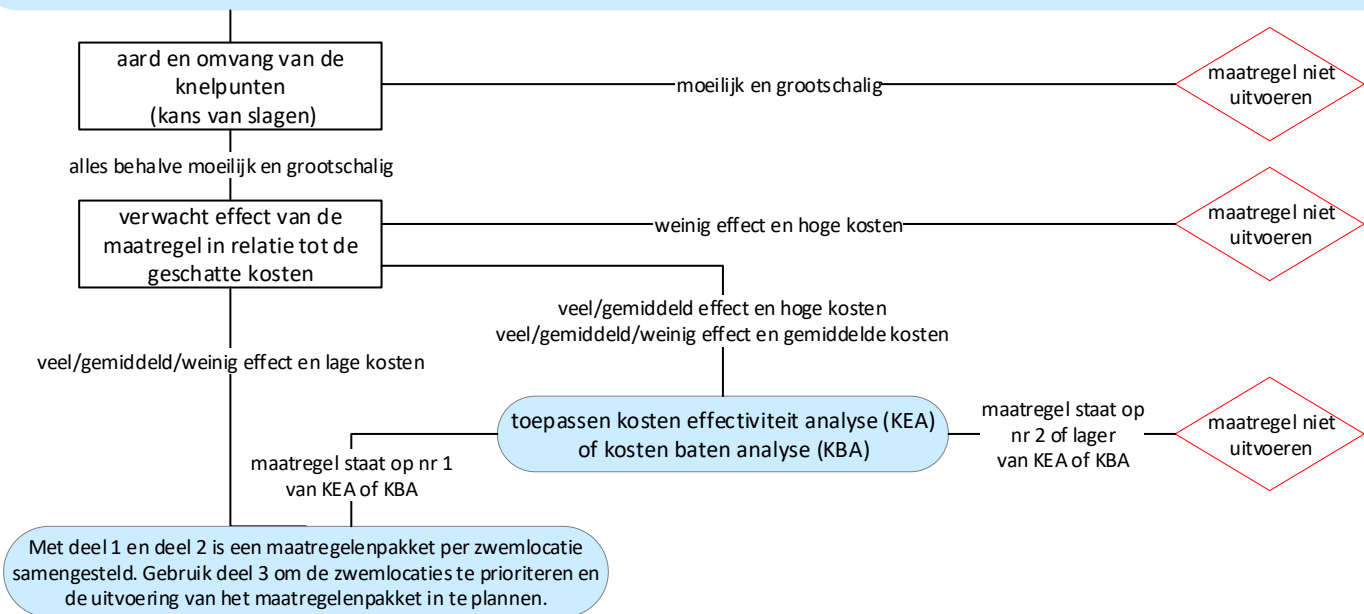 aard en omvang van de
knelpunten
(kans van slagen)
moeilijk en grootschalig
maatregel niet
uitvoeren
alles behalve moeilijk en grootschalig
verwacht effect van de
maatregel in relatie tot de
geschatte kosten
weinig effect en hoge kosten
maatregel niet
uitvoeren
veel/gemiddeld effect en hoge kosten
veel/gemiddeld/weinig effect en gemiddelde kosten
veel/gemiddeld/weinig effect en lage kosten
toepassen kosten effectiviteit analyse (KEA)
of kosten baten analyse (KBA)
maatregel staat op
nr 2 of lager
van KEA of KBA
maatregel niet
uitvoeren
maatregel staat op nr 1
van KEA of KBA
Met deel 1 en deel 2 is een maatregelenpakket per zwemlocatie
samengesteld. Gebruik deel 3 om de zwemlocaties te prioriteren en
de uitvoering van het maatregelenpakket in te plannen.